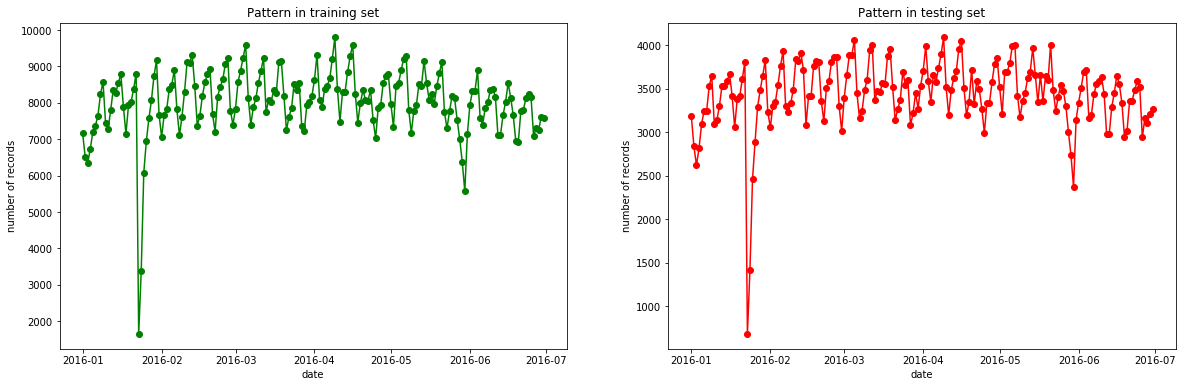 Pattern in training set
number of records
10000
9000
8000
7000
6000
5000
4000
3000
2000
2016-01 2016-02 2016-03 2016-04 2016-05 2016-06 2016-07
date
Pattern in testing set
number of records
4000
3500
3000
2500
2000
1500
1000
2016-01 2016-02 2016-03 2016-04 2016-05 2016-06 2016-07
date